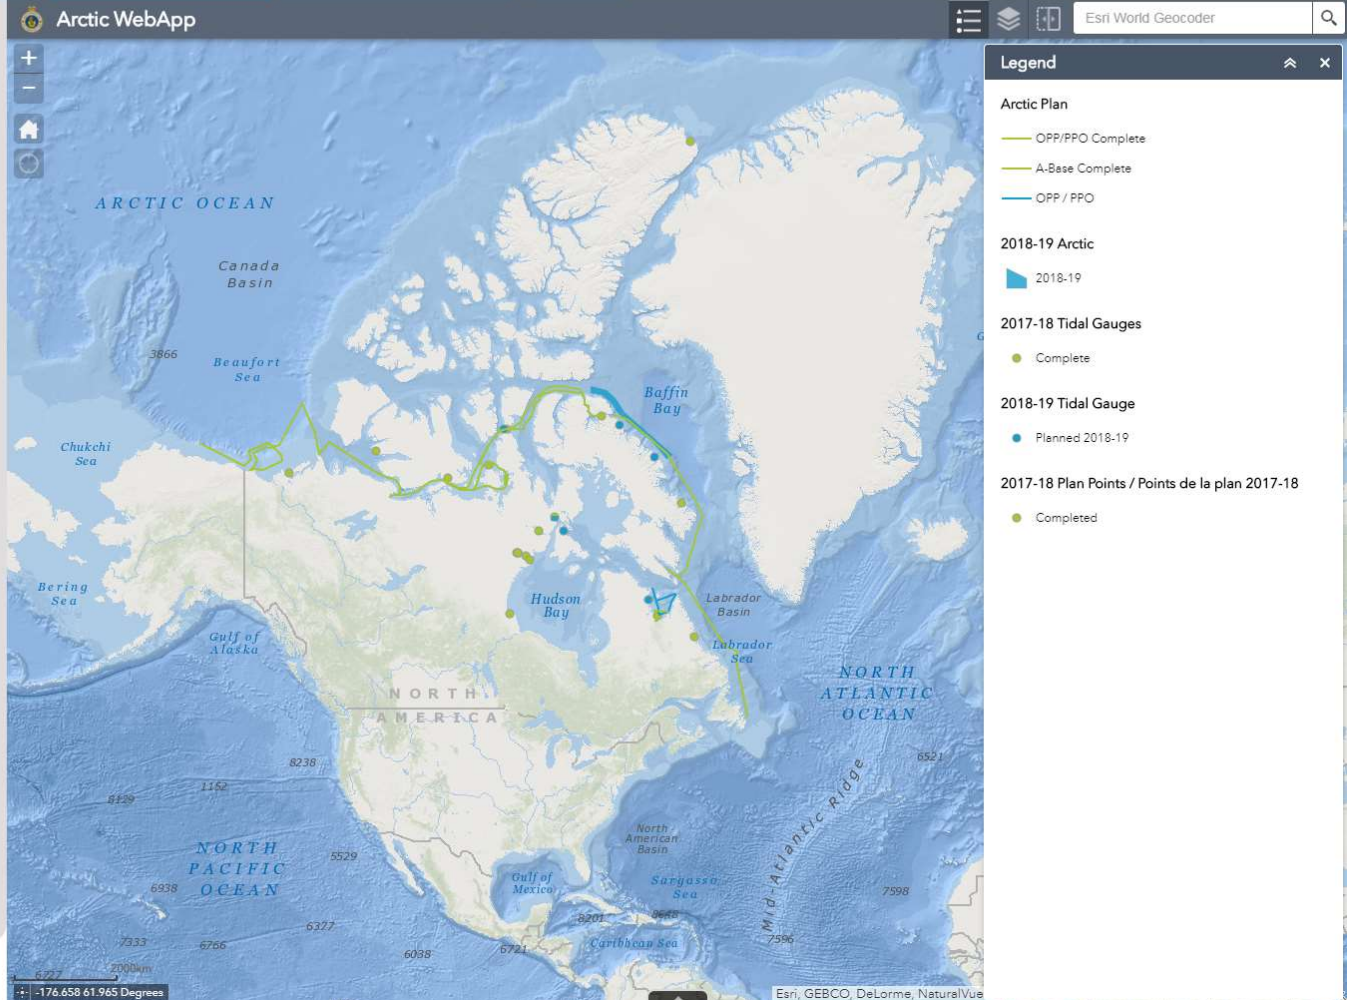 Arctic WebApp
Esri World Geocoder
Legend
Arctic Plan
OPP/PPO Complete
A-Base Complete
OPP / PPO
2018-19 Arctic
2018-19
2017-18 Tidal Gauges
Complete
2018-19 Tidal Gauge
Planned 2018-19
2017-18 Plan Points / Points de la plan 2017-18
Completed
ARCTIC OCEAN
Canada
Basin
3866
Beaufort
Sea
Baffin
Bay
Chukchi
Sea
Bering
Sea
Hudson
Bay
Labrador
Basin
Gulf of
Alaska
Labrador
Sea
NORTH
ATLANTIC
OCEAN
NORTH
AMERICA
8238
6521
1152
8129
Mid-Atlantic Ridge
North
American
Basin
NORTH
PACIFIC
OCEAN
5529
Gulf of
Mexico
Sargasso
Sea
6938
7598
8201
8648
6327
7333
6766
6038
6721
Caribbean Sea
7596
2000km
6727
-176.658 61.965 Degrees
Esri, GEBCO, DeLorme, NaturalVue